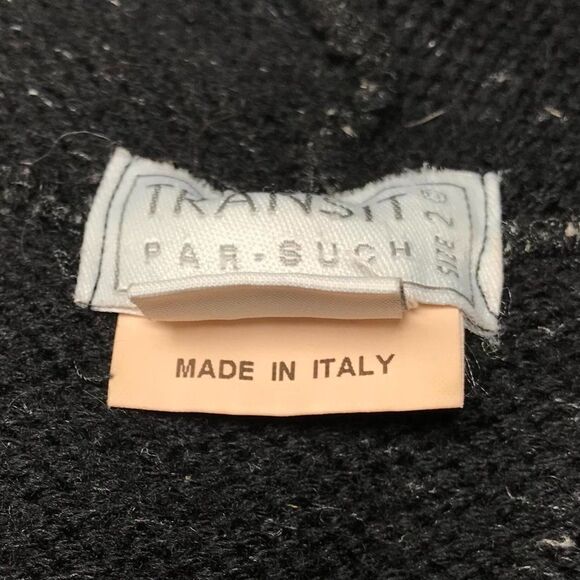 TRANSIT
PAR-SUCH
SIZE 2
MADE IN ITALY